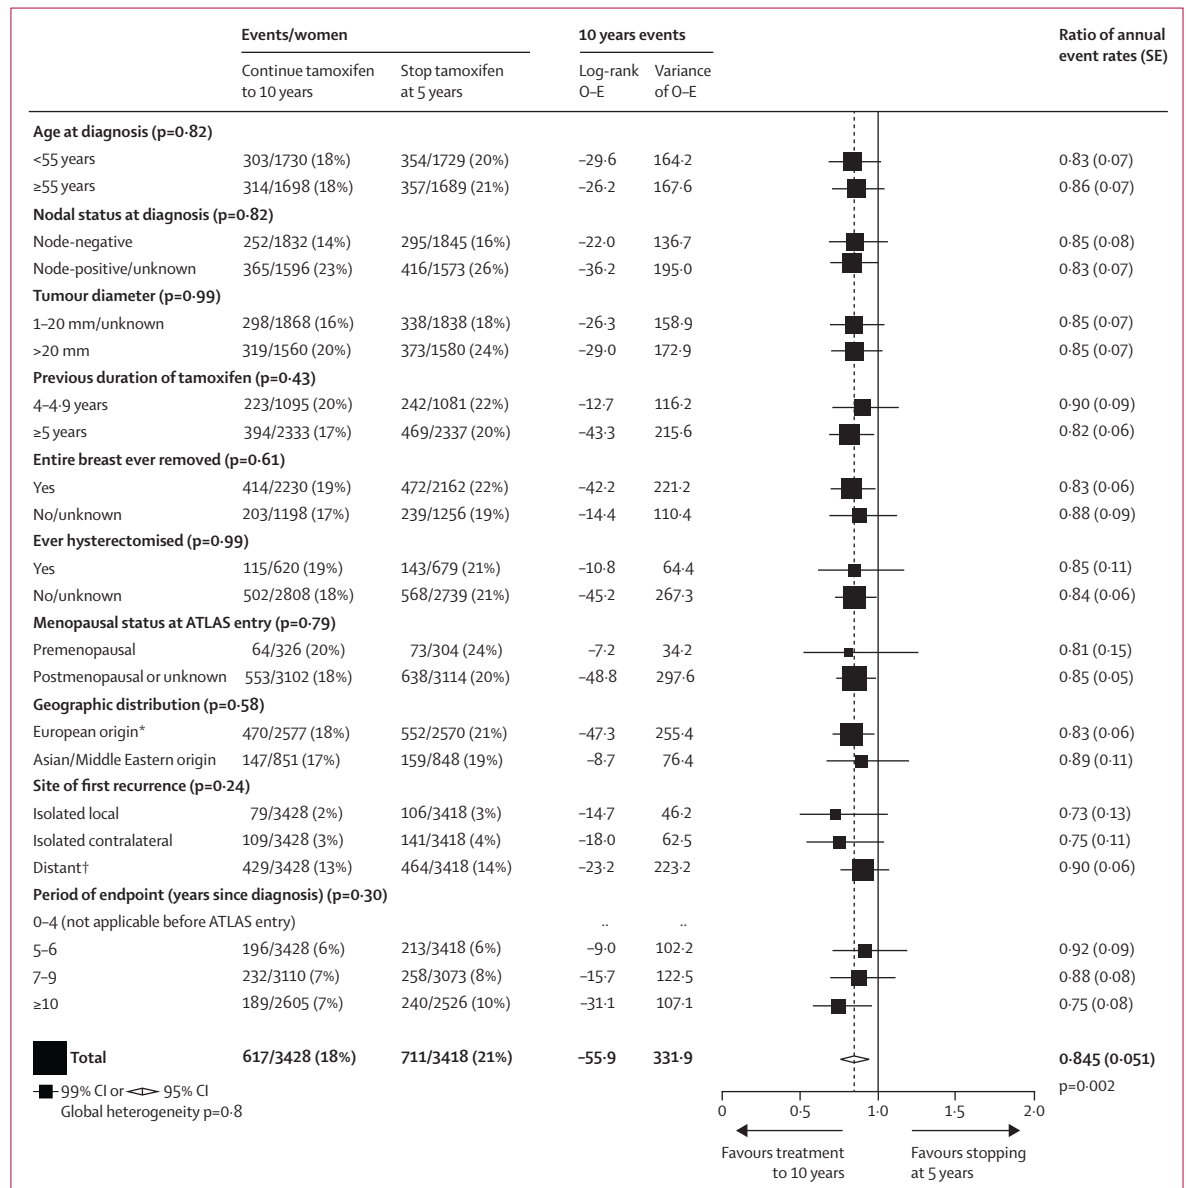 Events/women 10 years events Ratio of annual
event rates (SE)
Continue tamoxifen Stop tamoxifen Log-rank Variance
to 10 years at 5 years O–E of O–E
Age at diagnosis (p=0·82)
<55 years 303/1730 (18%) 354/1729 (20%) –29·6 164·2 0·83 (0·07)
≥55 years 314/1698 (18%) 357/1689 (21%) –26·2 167·6 0·86 (0·07)
Nodal status at diagnosis (p=0·82)
Node-negative 252/1832 (14%) 295/1845 (16%) –22·0 136·7 0·85 (0·08)
Node-positive/unknown 365/1596 (23%) 416/1573 (26%) –36·2 195·0 0·83 (0·07)
Tumour diameter (p=0·99)
1–20 mm/unknown 298/1868 (16%) 338/1838 (18%) –26·3 158·9 0·85 (0·07)
>20 mm 319/1560 (20%) 373/1580 (24%) –29·0 172·9 0·85 (0·07)
Previous duration of tamoxifen (p=0·43)
4–4·9 years 223/1095 (20%) 242/1081 (22%) –12·7 116·2 0·90 (0·09)
≥5 years 394/2333 (17%) 469/2337 (20%) –43·3 215·6 0·82 (0·06)
Entire breast ever removed (p=0·61)
Yes 414/2230 (19%) 472/2162 (22%) –42·2 221·2 0·83 (0·06)
No/unknown 203/1198 (17%) 239/1256 (19%) –14·4 110·4 0·88 (0·09)
Ever hysterectomised (p=0·99)
Yes 115/620 (19%) 143/679 (21%) –10·8 64·4 0·85 (0·11)
No/unknown 502/2808 (18%) 568/2739 (21%) –45·2 267·3 0·84 (0·06)
Menopausal status at ATLAS entry (p=0·79)
Premenopausal 64/326 (20%) 73/304 (24%) –7·2 34·2 0·81 (0·15)
Postmenopausal or unknown 553/3102 (18%) 638/3114 (20%) –48·8 297·6 0·85 (0·05)
Geographic distribution (p=0·58)
European origin* 470/2577 (18%) 552/2570 (21%) –47·3 255·4 0·83 (0·06)
Asian/Middle Eastern origin 147/851 (17%) 159/848 (19%) –8·7 76·4 0·89 (0·11)
Site of first recurrence (p=0·24)
Isolated local 79/3428 (2%) 106/3418 (3%) –14·7 46·2 0·73 (0·13)
Isolated contralateral 109/3428 (3%) 141/3418 (4%) –18·0 62·5 0·75 (0·11)
Distant† 429/3428 (13%) 464/3418 (14%) –23·2 223·2 0·90 (0·06)
Period of endpoint (years since diagnosis) (p=0·30)
0–4 (not applicable before ATLAS entry) ·· ··
5–6 196/3428 (6%) 213/3418 (6%) –9·0 102·2 0·92 (0·09)
7–9 232/3110 (7%) 258/3073 (8%) –15·7 122·5 0·88 (0·08)
≥10 189/2605 (7%) 240/2526 (10%) –31·1 107·1 0·75 (0·08)
Total 617/3428 (18%) 711/3418 (21%) –55·9 331·9 0·845 (0·051)
99% CI or 95% CI p=0·002
Global heterogeneity p=0·8
0 0·5 1·0 1·5 2·0
Favours treatment Favours stopping
to 10 years at 5 years